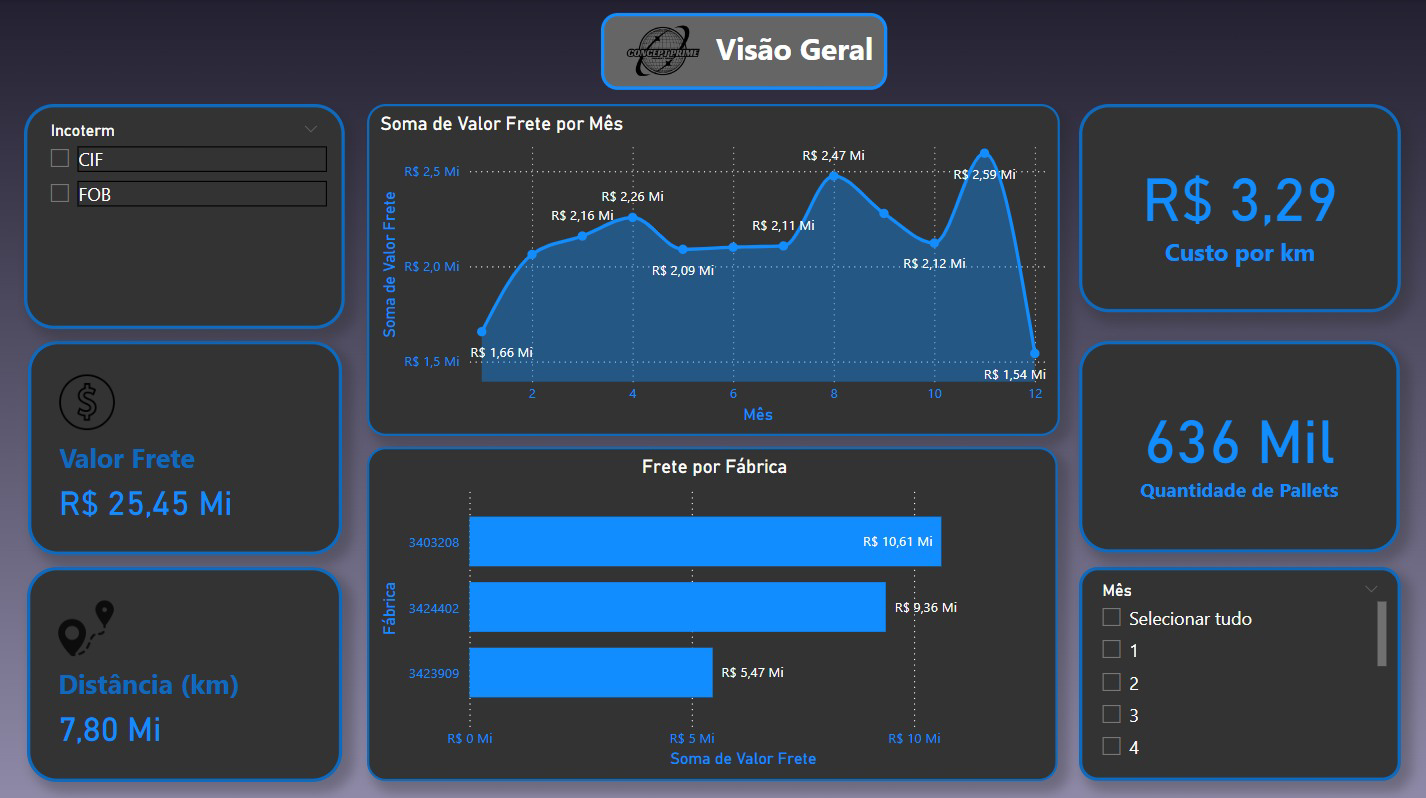 CONCEPT PRIME
Visão Geral
Incoterm
CIF
FOB
Valor Frete
R$ 25,45 Mi
Distância (km)
7,80 Mi
Soma de Valor Frete por Mês
Soma de Valor Frete
R$ 2,5 Mi
R$ 2,0 Mi
R$ 1,5 Mi
R$ 1,66 Mi
R$ 2,16 Mi
R$ 2,26 Mi
R$ 2,09 Mi
R$ 2,11 Mi
R$ 2,47 Mi
R$ 2,12 Mi
R$ 2,59 Mi
R$ 1,54 Mi
2 4 6 8 10 12
Mês
Frete por Fábrica
Fábrica
3403208 R$ 10,61 Mi
3424402 R$ 9,36 Mi
3423909 R$ 5,47 Mi
R$ 0 Mi R$ 5 Mi R$ 10 Mi
Soma de Valor Frete
R$ 3,29
Custo por km
636 Mil
Quantidade de Pallets
Mês
Selecionar tudo
1
2
3
4